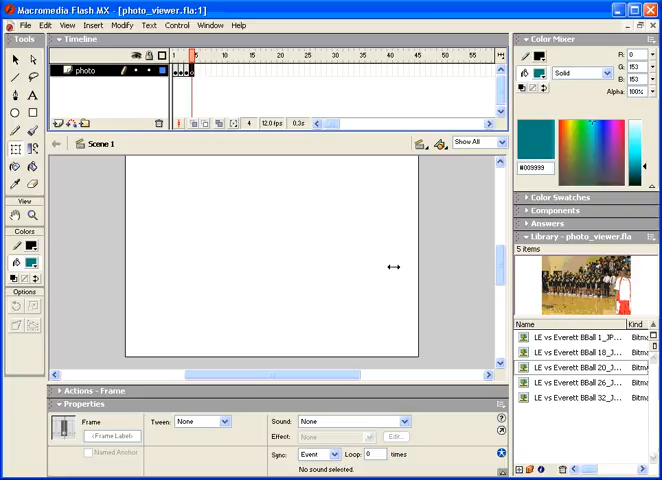 Macromedia Flash MX - [photo_viewer.fla:1]
File Edit View Insert Modify Text Control Window Help
Tools
Timeline
1 5 10 15 20 25 30 35 40 45 50 55
photo
4 12.0 fps 0.3s
Scene 1
Show All
View
Colors
Options
Color Mixer
Solid
R: 0
G: 153
B: 153
Alpha: 100%
#009999
Color Swatches
Components
Answers
Library - photo_viewer.fla
5 items
Name Kind
LE vs Everett BBall 1_JP... Bitma
LE vs Everett BBall 18_J... Bitma
LE vs Everett BBall 20_J... Bitma
LE vs Everett BBall 26_J... Bitma
LE vs Everett BBall 32_J... Bitma
Actions - Frame
Properties
Frame
<Frame Label>
Named Anchor
Tween: None
Sound: None
Effect: None Edit...
Sync: Event Loop: 0 times
No sound selected.